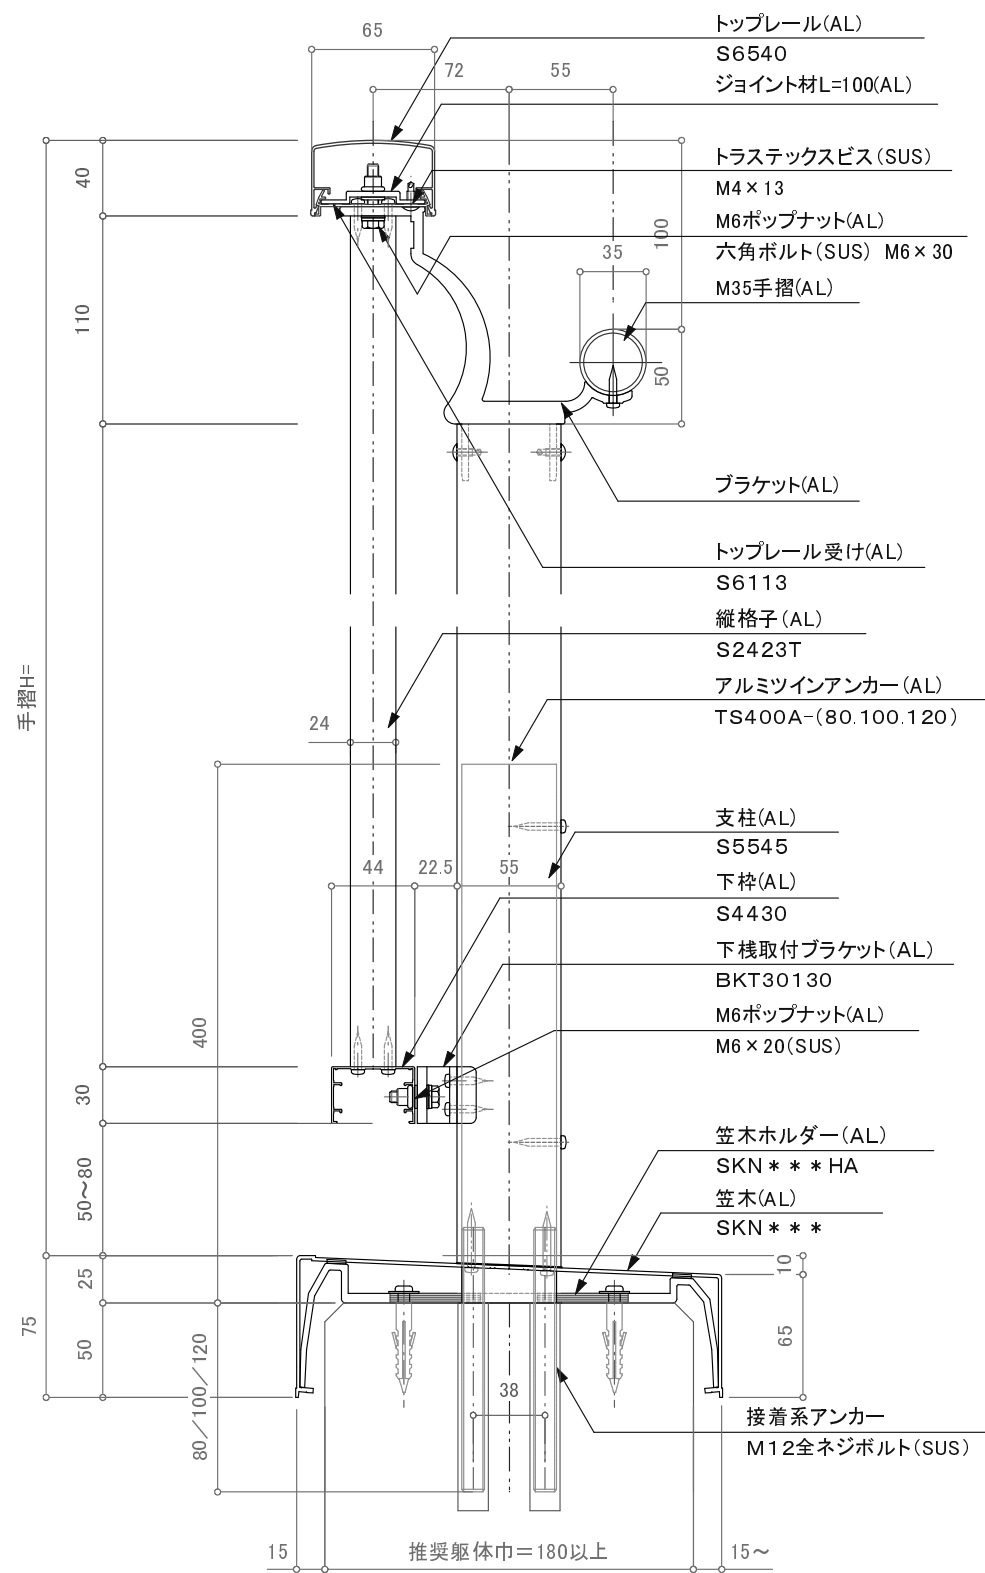 トップレール(AL)
S6540
ジョイント材L=100(AL)
トラステックスビス(SUS)
M4×13
M6ポップナット(AL)
六角ボルト(SUS) M6×30
M35手摺(AL)
ブラケット(AL)
トップレール受け(AL)
S6113
縦格子(AL)
S2423T
アルミツインアンカー(AL)
TS400A-(80.100.120)
支柱(AL)
S5545
下枠(AL)
S4430
下桟取付ブラケット(AL)
BKT30130
M6ポップナット(AL)
M6×20(SUS)
笠木ホルダー(AL)
SKN***HA
笠木(AL)
SKN***
接着系アンカー
M12全ネジボルト(SUS)
65
72
55
40
100
35
110
50
手摺H=
24
44
22.5
55
400
30
50〜80
25
10
75
50
65
80/100/120
38
15
推奨躯体巾=180以上
15〜